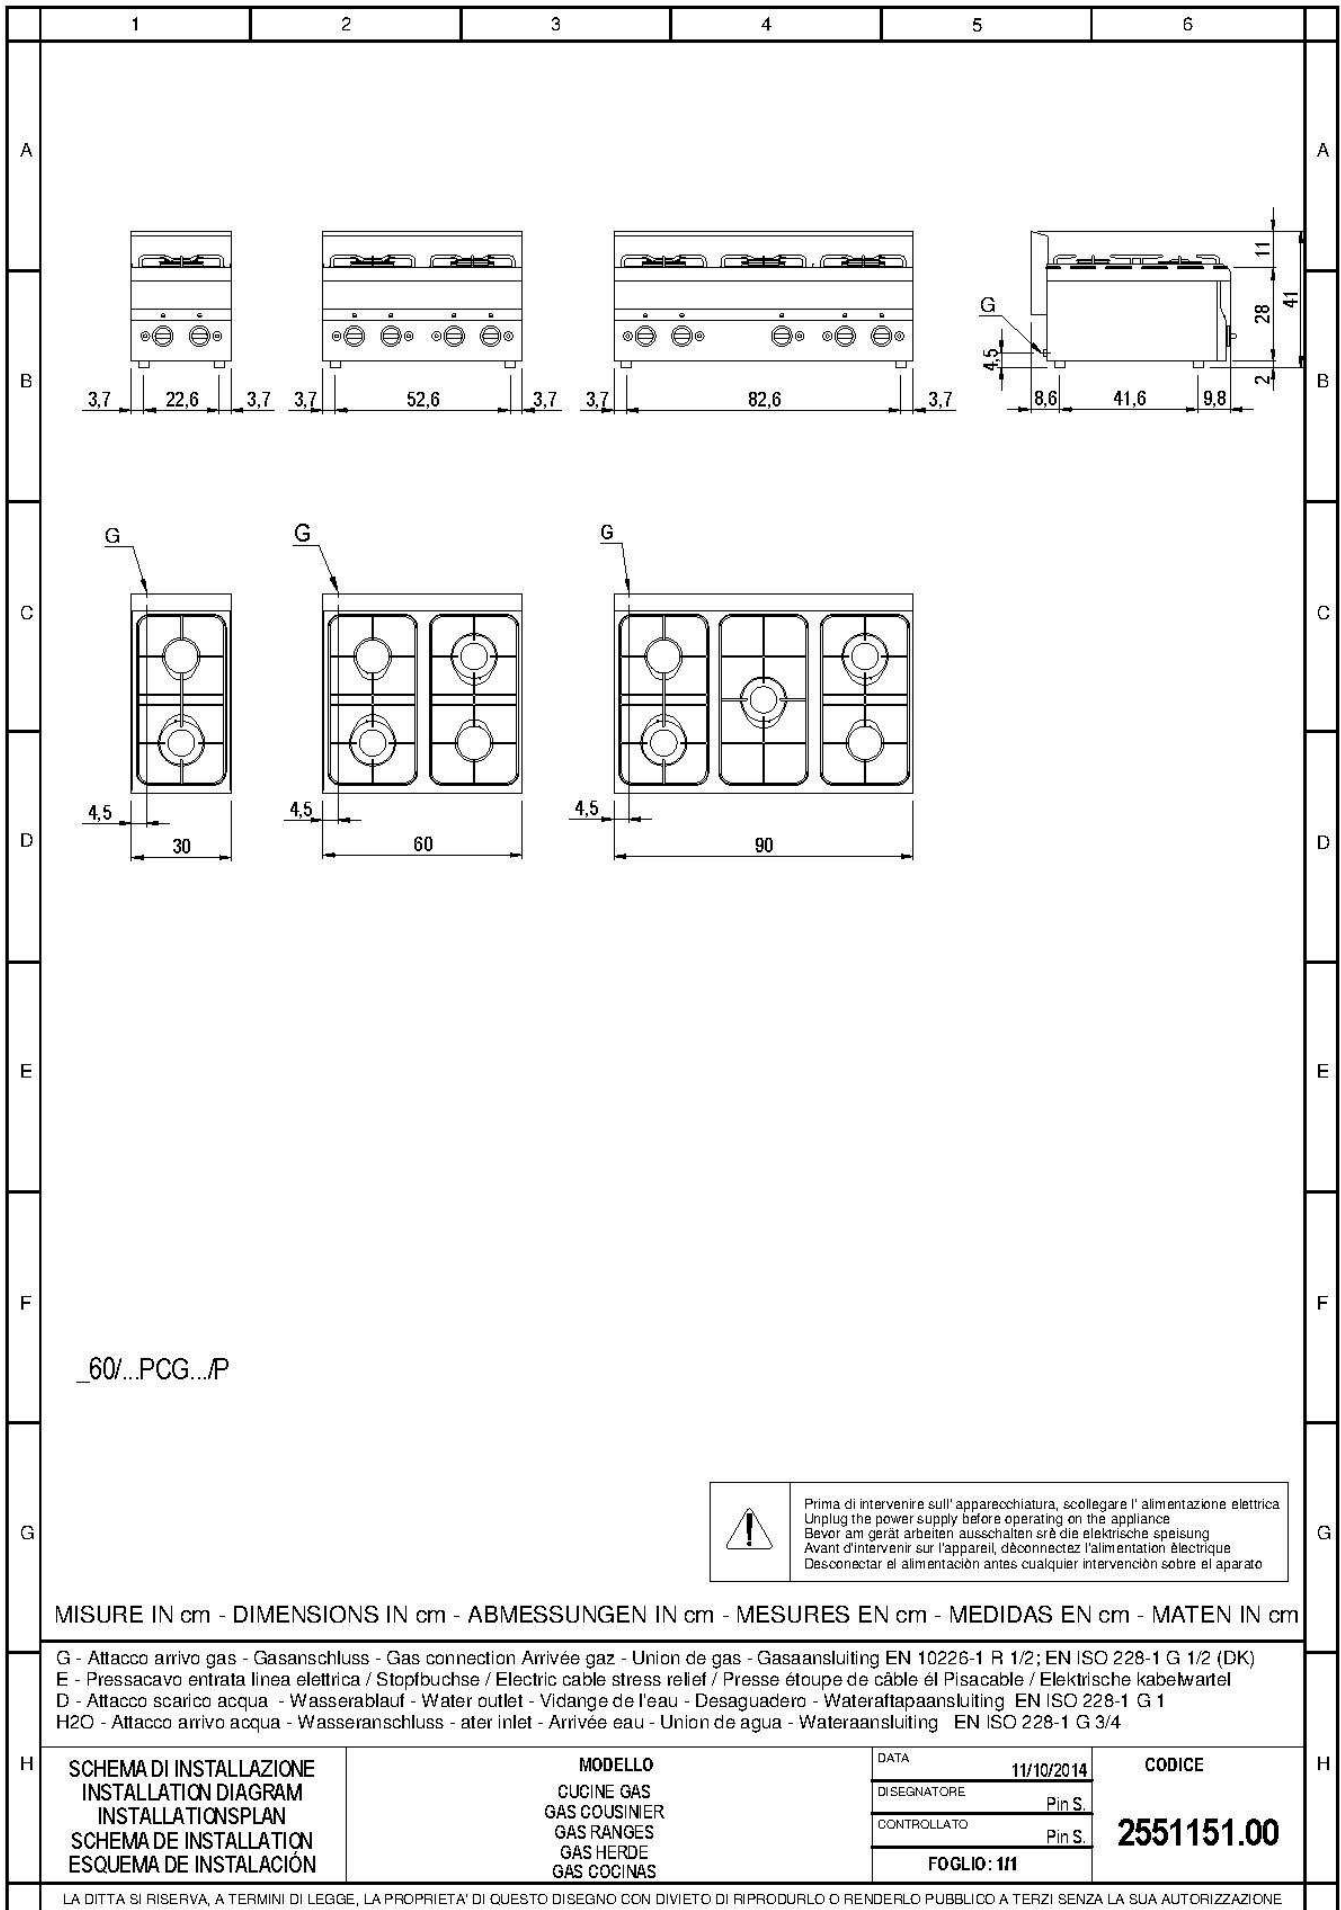 1 2 3 4 5 6
A A
11
28
41
G
4,5
2
B B
3,7 22,6 3,7 3,7 52,6 3,7 3,7 82,6 3,7 8,6 41,6 9,8
G G G
C C
4,5 4,5 4,5
30 60 90
D D
E E
F F
_60/...PCG.../P
Prima di intervenire sull' apparecchiatura, scollegare l' alimentazione elettrica
Unplug the power supply before operating on the appliance
Bevor am gerät arbeiten ausschalten srè die elektrische speisung
Avant d'intervenir sur l'appareil, dèconnectez l'alimentation èlectrique
Desconectar el alimentaciòn antes cualquier intervenciòn sobre el aparato
G G
MISURE IN cm - DIMENSIONS IN cm - ABMESSUNGEN IN cm - MESURES EN cm - MEDIDAS EN cm - MATEN IN cm
G - Attacco arrivo gas - Gasanschluss - Gas connection Arrivée gaz - Union de gas - Gasaansluiting EN 10226-1 R 1/2; EN ISO 228-1 G 1/2 (DK)
E - Pressacavo entrata linea elettrica / Stopfbuchse / Electric cable stress relief / Presse étoupe de câble él Pisacable / Elektrische kabelwartel
D - Attacco scarico acqua - Wasserablauf - Water outlet - Vidange de l'eau - Desaguadero - Wateraftapaansluiting EN ISO 228-1 G 1
H2O - Attacco arrivo acqua - Wasseranschluss - ater inlet - Arrivée eau - Union de agua - Wateraansluiting EN ISO 228-1 G 3/4
H H
SCHEMA DI INSTALLAZIONE
INSTALLATION DIAGRAM
INSTALLATIONSPLAN
SCHEMA DE INSTALLATION
ESQUEMA DE INSTALACIÓN
MODELLO
CUCINE GAS
GAS COUSINIER
GAS RANGES
GAS HERDE
GAS COCINAS
DATA 11/10/2014
DISEGNATORE Pin S.
CONTROLLATO Pin S.
FOGLIO: 1/1
CODICE
2551151.00
LA DITTA SI RISERVA, A TERMINI DI LEGGE, LA PROPRIETA' DI QUESTO DISEGNO CON DIVIETO DI RIPRODURLO O RENDERLO PUBBLICO A TERZI SENZA LA SUA AUTORIZZAZIONE